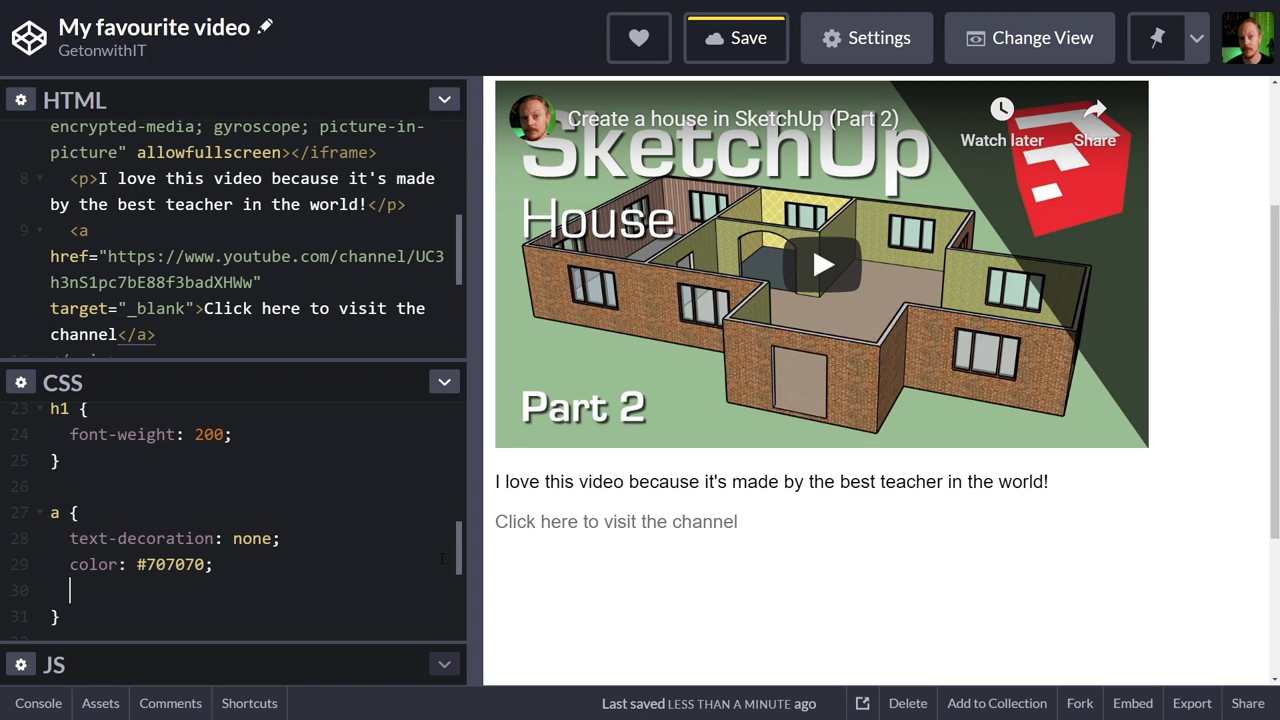 My favourite video
GetonwithIT
Save
Settings
Change View
HTML
encrypted-media; gyroscope; picture-in-
picture" allowfullscreen></iframe>
8 <p>I love this video because it's made
by the best teacher in the world!</p>
9 <a
href="https://www.youtube.com/channel/UC3
h3nS1pc7bE88f3badXHWw"
target="_blank">Click here to visit the
channel</a>
CSS
23 h1 {
24 font-weight: 200;
25 }
26
27 a {
28 text-decoration: none;
29 color: #707070;
30
31 }
JS
Create a house in SketchUp (Part 2)
Watch later
Share
SketchUp
House
Part 2
I love this video because it's made by the best teacher in the world!
Click here to visit the channel
Console
Assets
Comments
Shortcuts
Last saved LESS THAN A MINUTE ago
Delete
Add to Collection
Fork
Embed
Export
Share